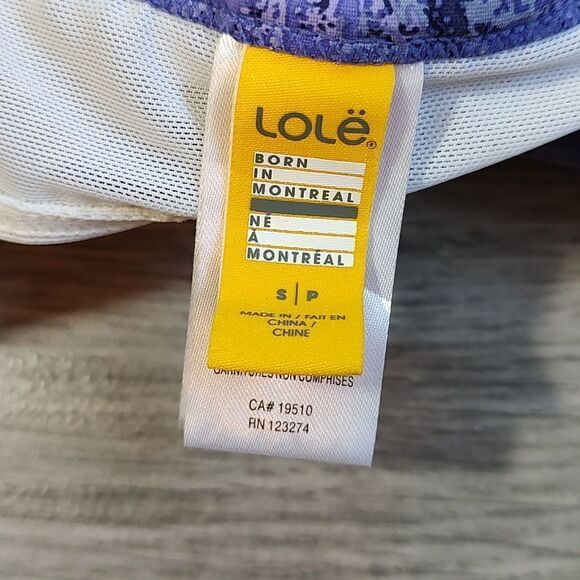 LOLË®
BORN
IN
MONTREAL
NÉ
À
MONTRÉAL
S | P
MADE IN / FAIT EN
CHINA /
CHINE
GARNITURES NON COMPRISES
CA# 19510
RN 123274